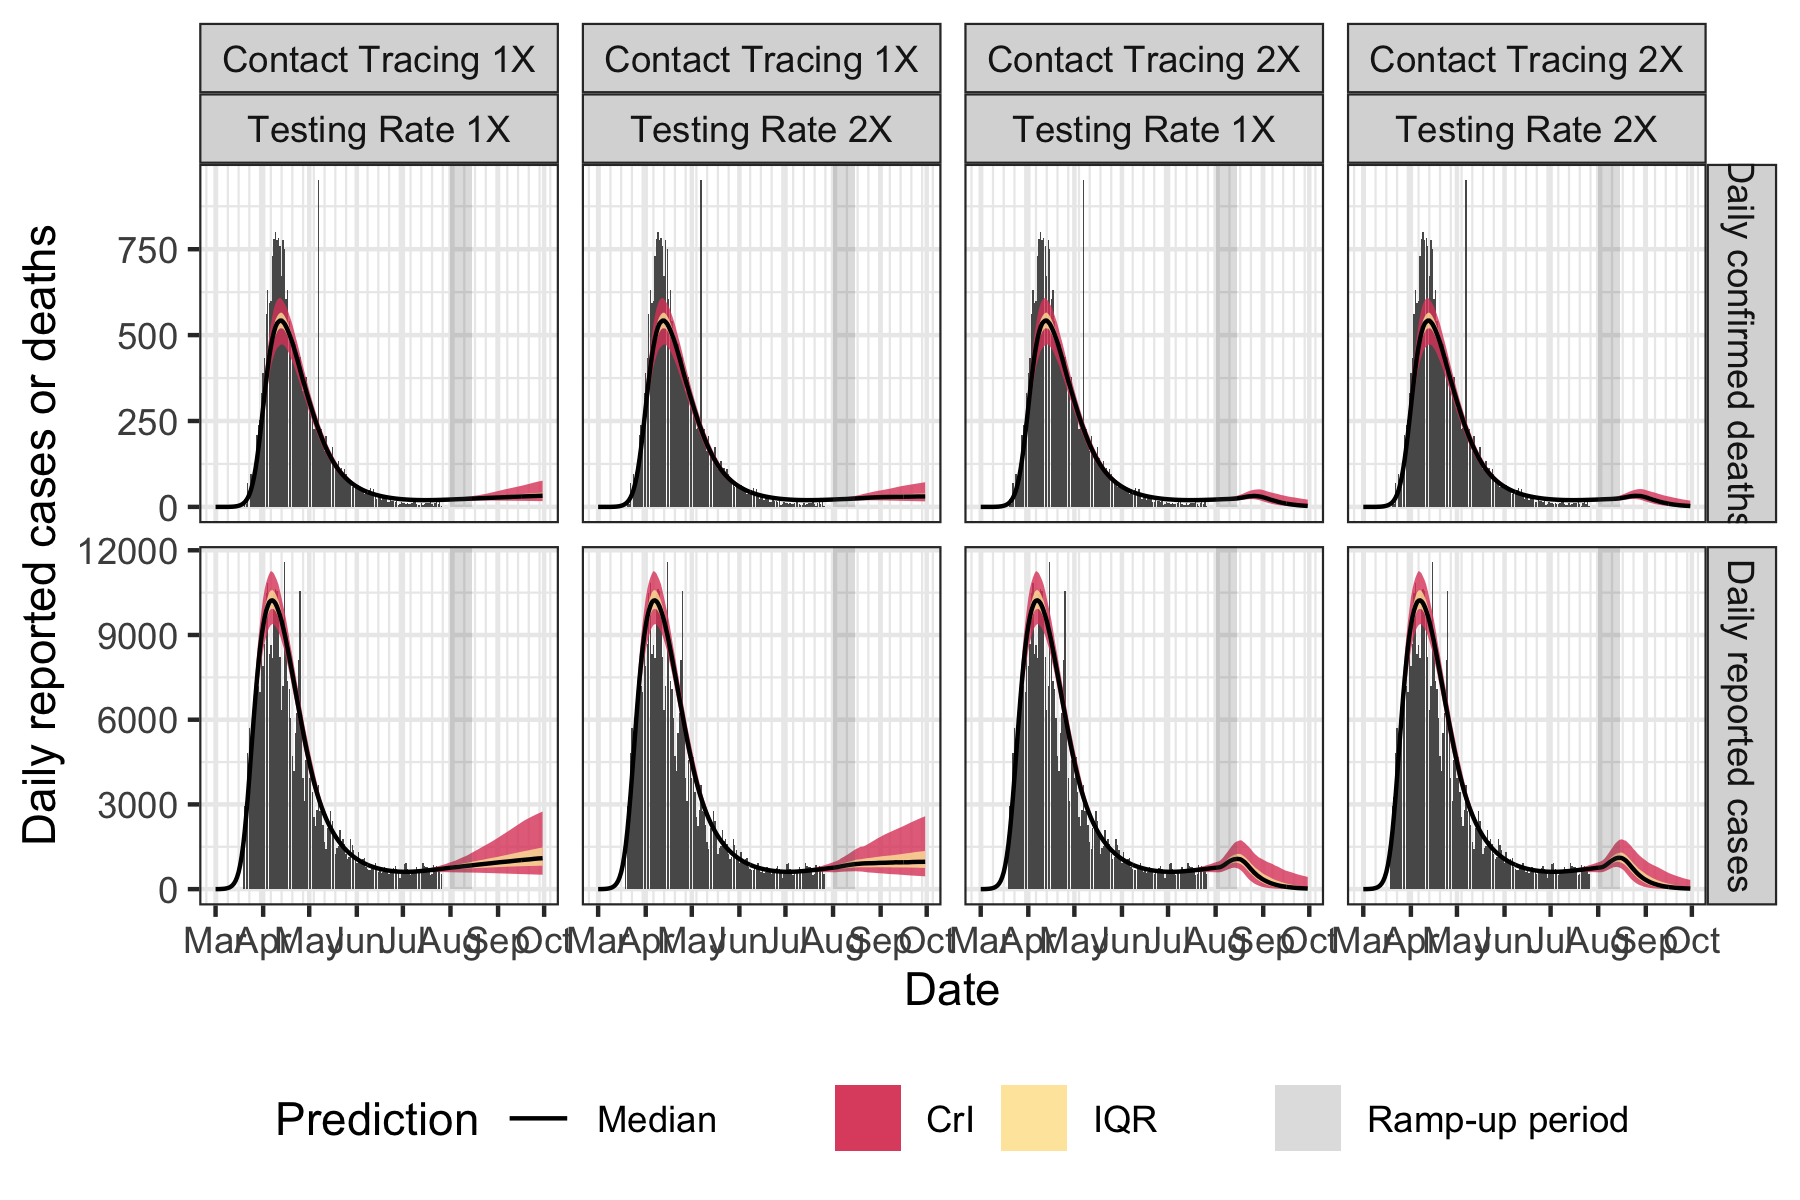 Contact Tracing 1X
Contact Tracing 1X
Contact Tracing 2X
Contact Tracing 2X
Testing Rate 1X
Testing Rate 2X
Testing Rate 1X
Testing Rate 2X
Daily reported cases or deaths
750
500
250
0
Daily confirmed deaths
12000
9000
6000
3000
0
Daily reported cases
Mar Apr May Jun Jul Aug Sep Oct
Mar Apr May Jun Jul Aug Sep Oct
Mar Apr May Jun Jul Aug Sep Oct
Mar Apr May Jun Jul Aug Sep Oct
Date
Prediction
Median
CrI
IQR
Ramp-up period